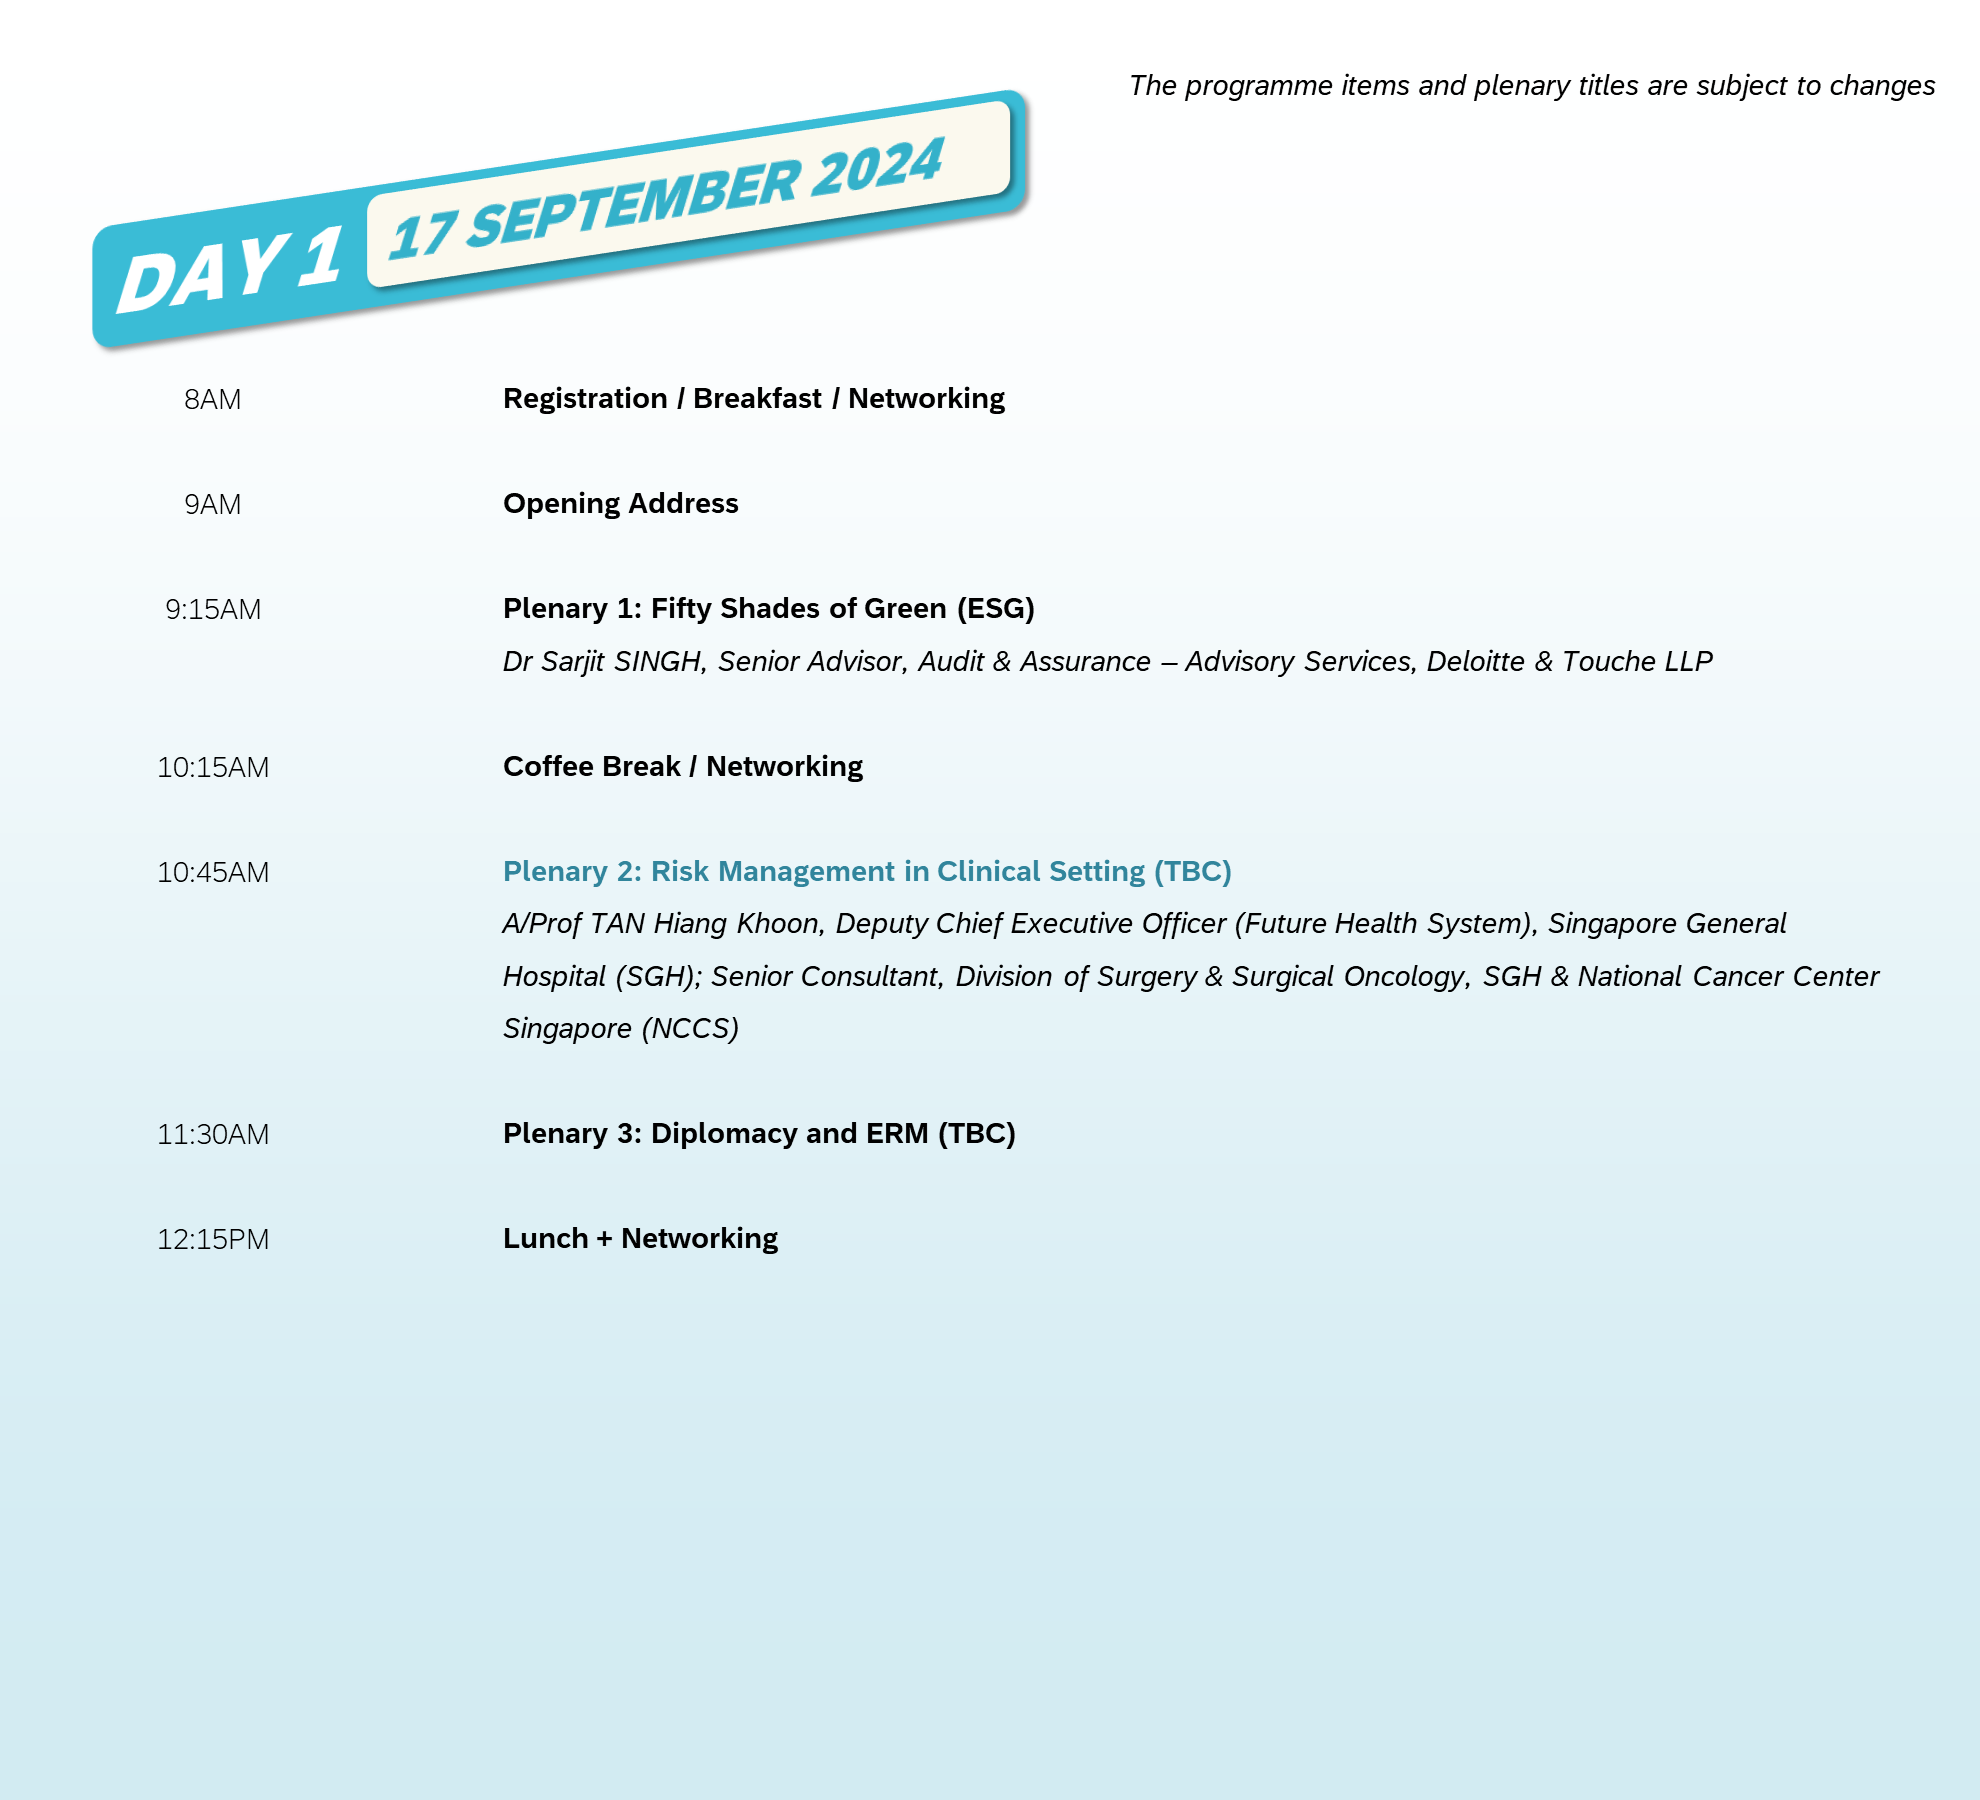 The programme items and plenary titles are subject to changes
DAY 1 17 SEPTEMBER 2024
8AM Registration / Breakfast / Networking
9AM Opening Address
9:15AM Plenary 1: Fifty Shades of Green (ESG)
Dr Sarjit SINGH, Senior Advisor, Audit & Assurance – Advisory Services, Deloitte & Touche LLP
10:15AM Coffee Break / Networking
10:45AM Plenary 2: Risk Management in Clinical Setting (TBC)
A/Prof TAN Hiang Khoon, Deputy Chief Executive Officer (Future Health System), Singapore General
Hospital (SGH); Senior Consultant, Division of Surgery & Surgical Oncology, SGH & National Cancer Center
Singapore (NCCS)
11:30AM Plenary 3: Diplomacy and ERM (TBC)
12:15PM Lunch + Networking